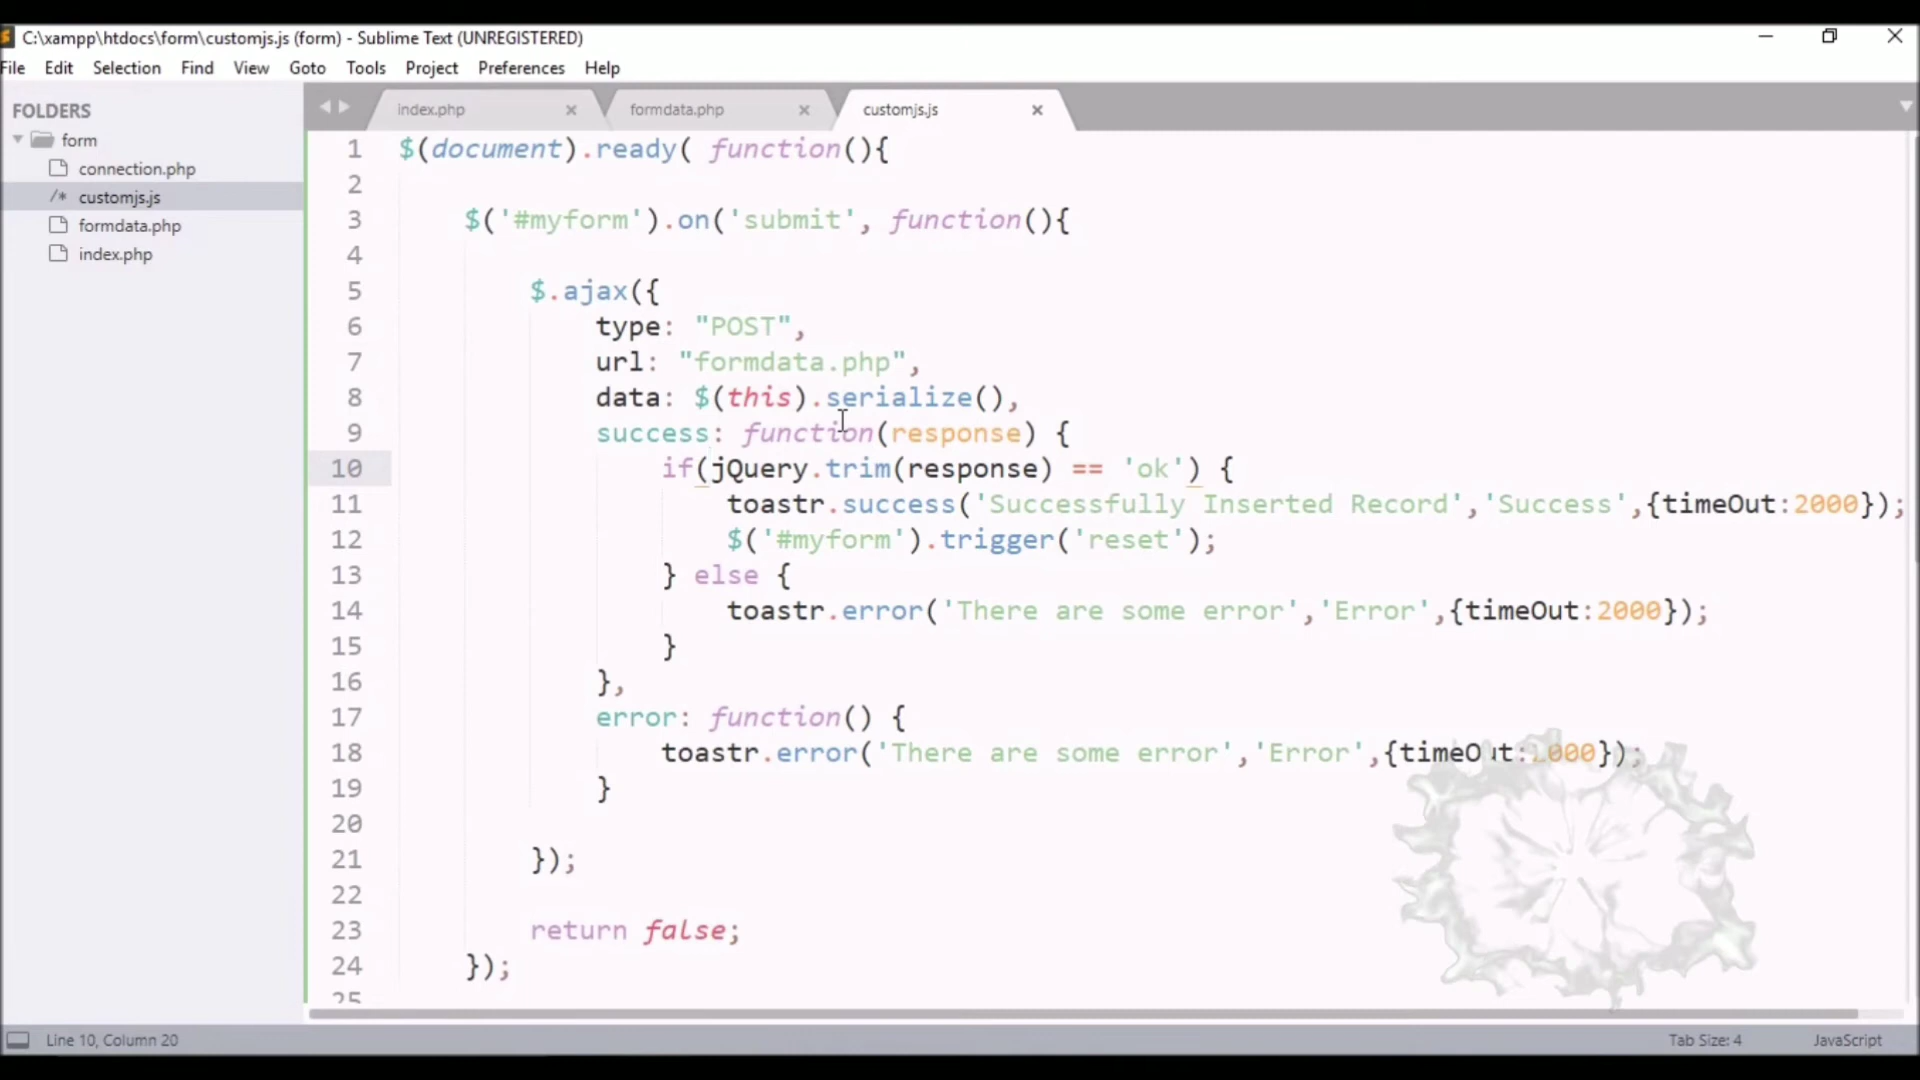 C:\xampp\htdocs\form\customjs.js (form) - Sublime Text (UNREGISTERED)
File Edit Selection Find View Goto Tools Project Preferences Help
FOLDERS
form
connection.php
/* customjs.js
formdata.php
index.php
index.php formdata.php customjs.js
1 $(document).ready( function(){
2
3 $('#myform').on('submit', function(){
4
5 $.ajax({
6 type: "POST",
7 url: "formdata.php",
8 data: $(this).serialize(),
9 success: function(response) {
10 if(jQuery.trim(response) == 'ok') {
11 toastr.success('Successfully Inserted Record','Success',{timeOut:2000});
12 $('#myform').trigger('reset');
13 } else {
14 toastr.error('There are some error','Error',{timeOut:2000});
15 }
16 },
17 error: function() {
18 toastr.error('There are some error','Error',{timeOut: });
19 }
20
21 });
22
23 return false;
24 });
25
Line 10, Column 20
Tab Size: 4 JavaScript